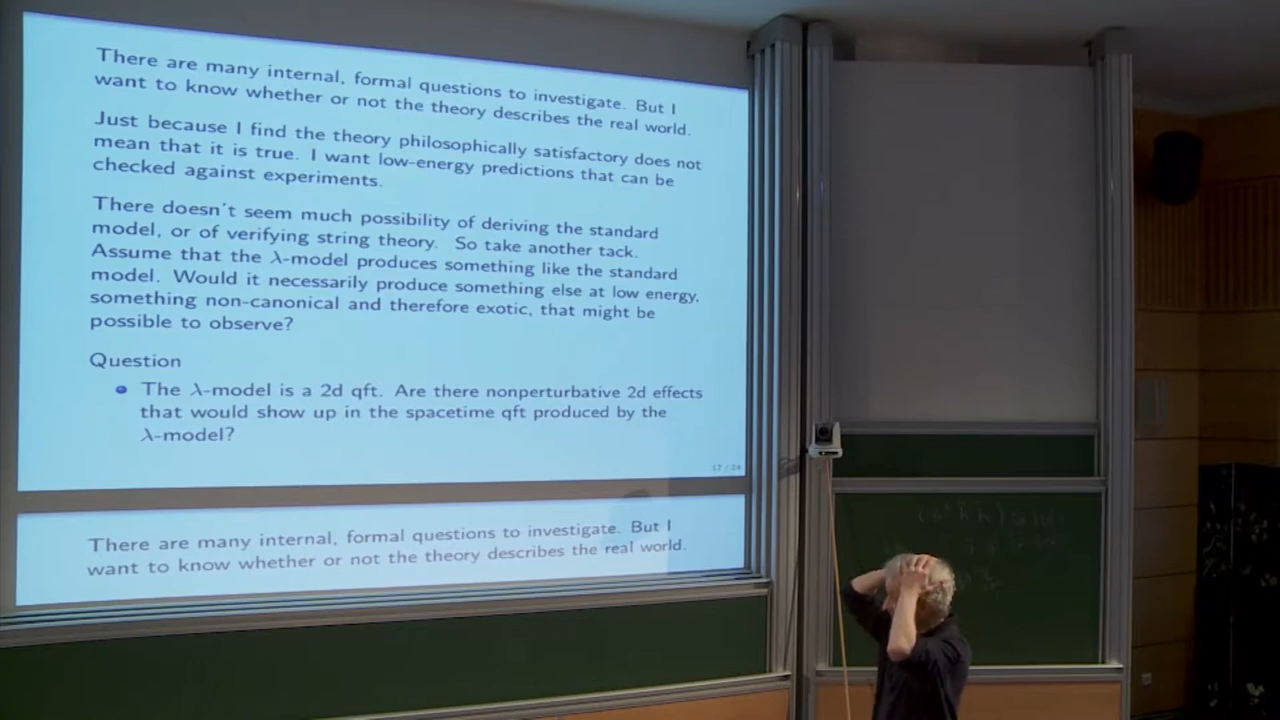 There are many internal, formal questions to investigate. But I
want to know whether or not the theory describes the real world.
Just because I find the theory philosophically satisfactory does not
mean that it is true. I want low-energy predictions that can be
checked against experiments.
There doesn't seem much possibility of deriving the standard
model, or of verifying string theory. So take another tack.
Assume that the λ-model produces something like the standard
model. Would it necessarily produce something else at low energy,
something non-canonical and therefore exotic, that might be
possible to observe?
Question
• The λ-model is a 2d qft. Are there nonperturbative 2d effects
that would show up in the spacetime qft produced by the
λ-model?
17 / 24
There are many internal, formal questions to investigate. But I
want to know whether or not the theory describes the real world.